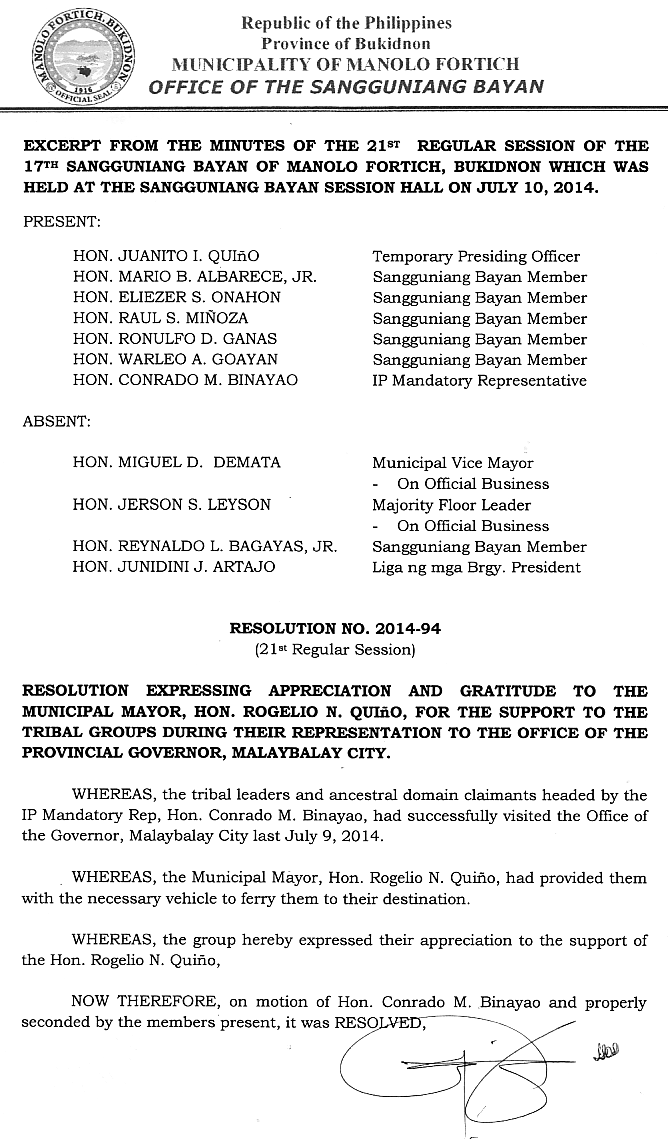 MANOLO FORTICH, BUKIDNON
1916
OFFICIAL SEAL
Republic of the Philippines
Province of Bukidnon
MUNICIPALITY OF MANOLO FORTICH
OFFICE OF THE SANGGUNIANG BAYAN
EXCERPT FROM THE MINUTES OF THE 21ST REGULAR SESSION OF THE
17TH SANGGUNIANG BAYAN OF MANOLO FORTICH, BUKIDNON WHICH WAS
HELD AT THE SANGGUNIANG BAYAN SESSION HALL ON JULY 10, 2014.
PRESENT:
HON. JUANITO I. QUIñO Temporary Presiding Officer
HON. MARIO B. ALBARECE, JR. Sangguniang Bayan Member
HON. ELIEZER S. ONAHON Sangguniang Bayan Member
HON. RAUL S. MIÑOZA Sangguniang Bayan Member
HON. RONULFO D. GANAS Sangguniang Bayan Member
HON. WARLEO A. GOAYAN Sangguniang Bayan Member
HON. CONRADO M. BINAYAO IP Mandatory Representative
ABSENT:
HON. MIGUEL D. DEMATA Municipal Vice Mayor
- On Official Business
HON. JERSON S. LEYSON Majority Floor Leader
- On Official Business
HON. REYNALDO L. BAGAYAS, JR. Sangguniang Bayan Member
HON. JUNIDINI J. ARTAJO Liga ng mga Brgy. President
RESOLUTION NO. 2014-94
(21st Regular Session)
RESOLUTION EXPRESSING APPRECIATION AND GRATITUDE TO THE
MUNICIPAL MAYOR, HON. ROGELIO N. QUIñO, FOR THE SUPPORT TO THE
TRIBAL GROUPS DURING THEIR REPRESENTATION TO THE OFFICE OF THE
PROVINCIAL GOVERNOR, MALAYBALAY CITY.
WHEREAS, the tribal leaders and ancestral domain claimants headed by the
IP Mandatory Rep, Hon. Conrado M. Binayao, had successfully visited the Office of
the Governor, Malaybalay City last July 9, 2014.
WHEREAS, the Municipal Mayor, Hon. Rogelio N. Quiño, had provided them
with the necessary vehicle to ferry them to their destination.
WHEREAS, the group hereby expressed their appreciation to the support of
the Hon. Rogelio N. Quiño,
NOW THEREFORE, on motion of Hon. Conrado M. Binayao and properly
seconded by the members present, it was RESOLVED,